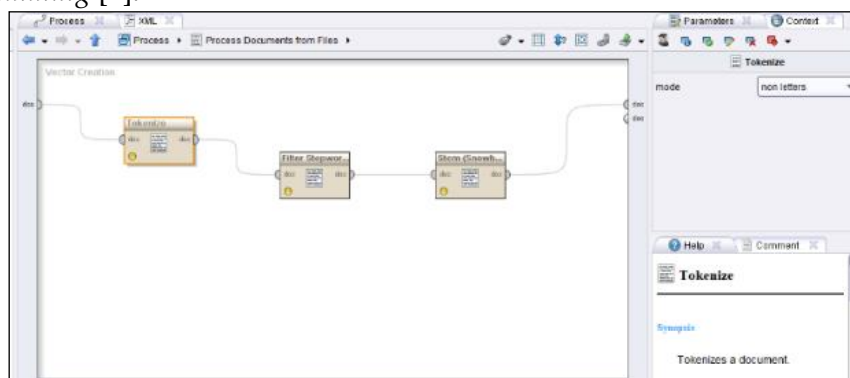 Process XML
Parameters Context
Process Process Documents from Files
Tokenize
Vector Creation
mode non letters
doc
doc
doc
Tokenize
doc doc
Filter Stopwor...
doc doc
Stem (Snowb...
doc doc
Help Comment
Tokenize
Synopsis
Tokenizes a document.